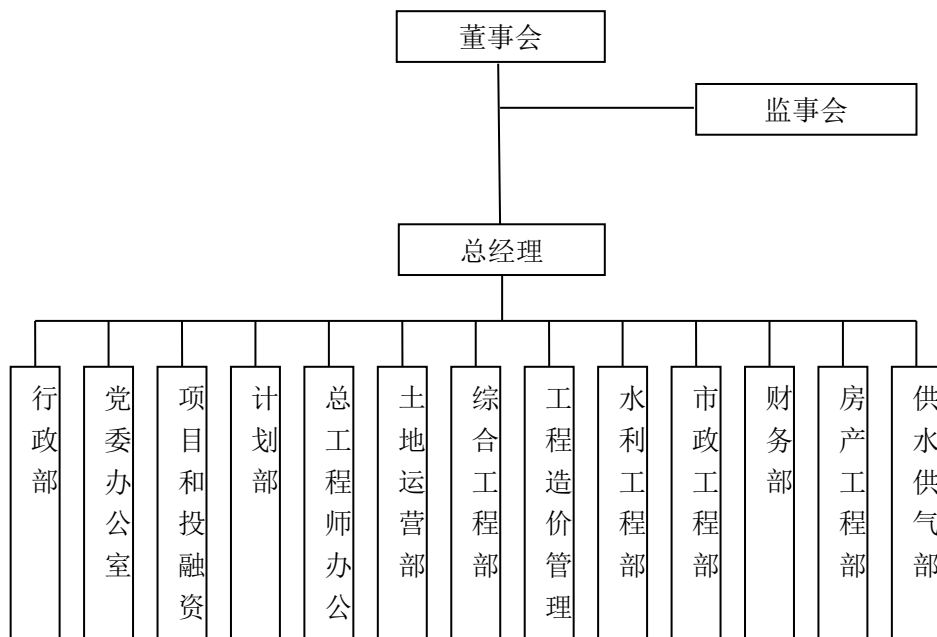 董事会
监事会
总经理
行政部
党委办公室
项目和投融资
计划部
总工程师办公
土地运营部
综合工程部
工程造价管理
水利工程部
市政工程部
财务部
房产工程部
供水供气部